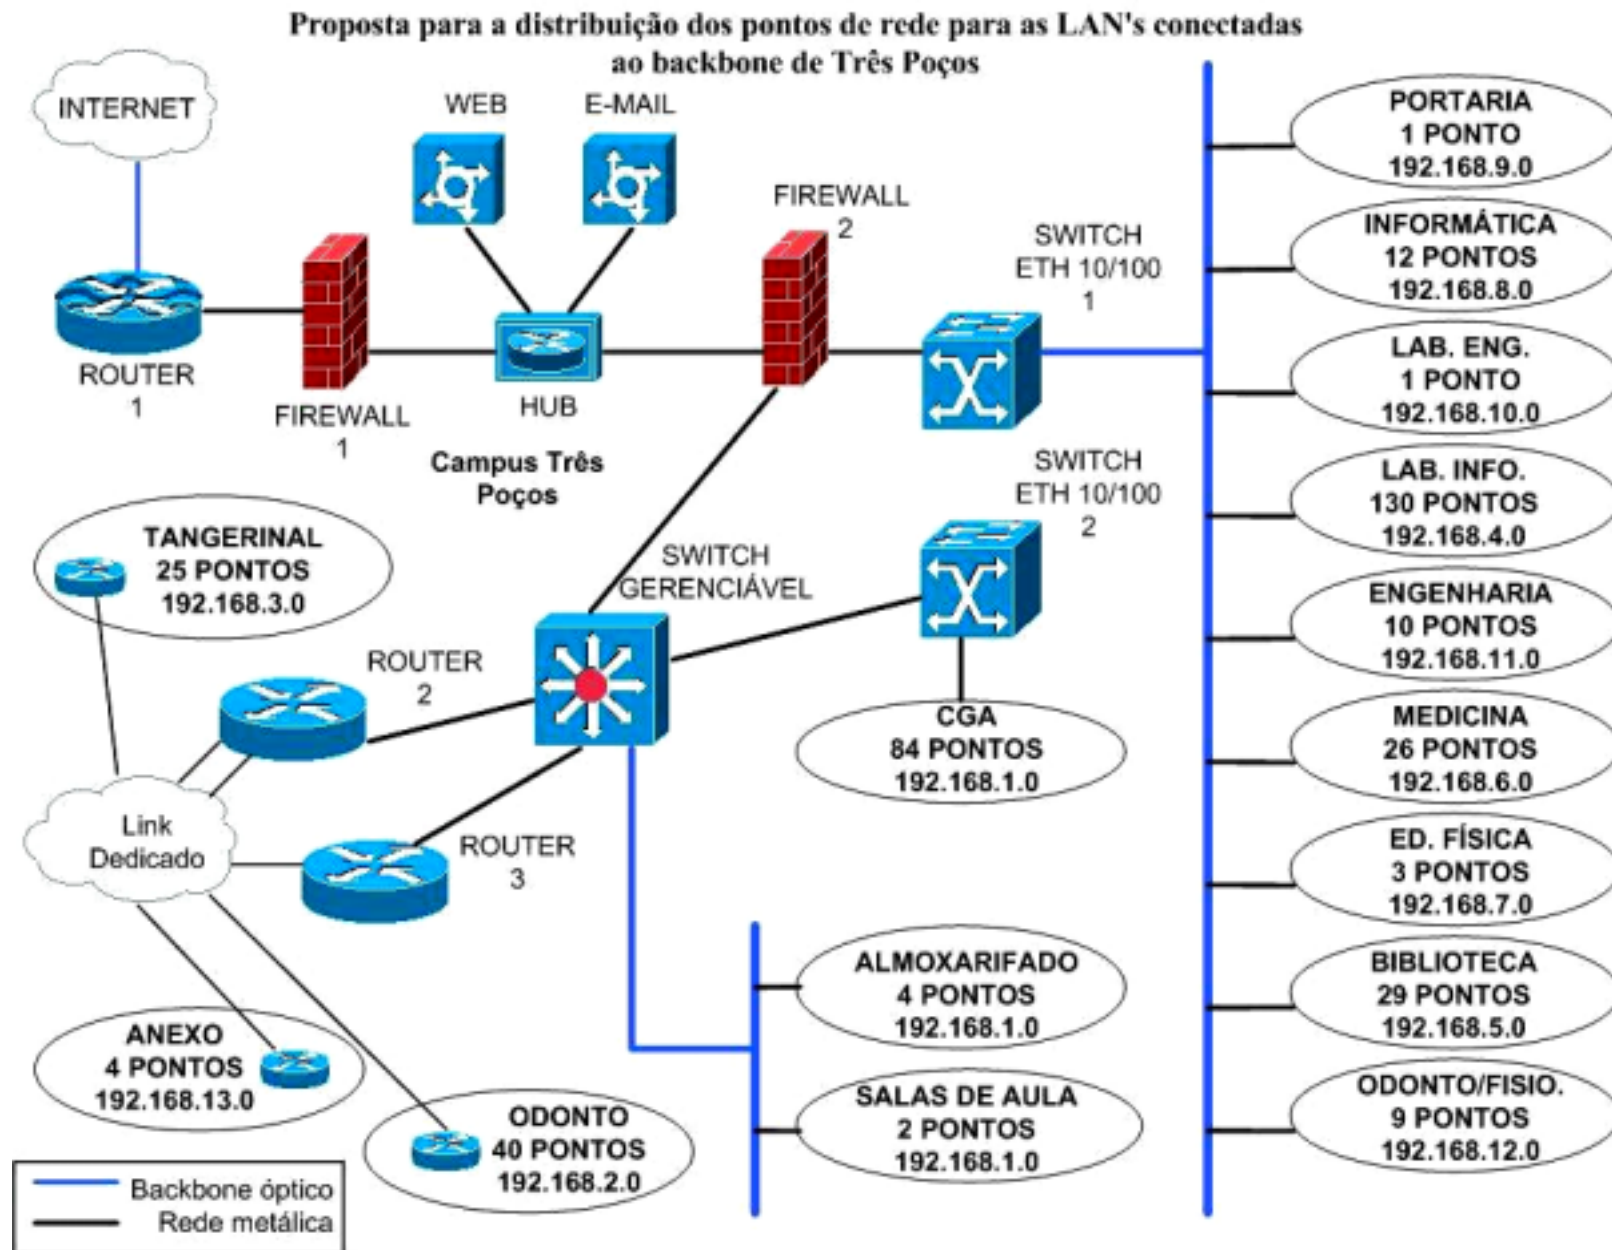 Proposta para a distribuição dos pontos de rede para as LAN's conectadas
ao backbone de Três Poços
INTERNET
WEB
E-MAIL
FIREWALL
2
SWITCH
ETH 10/100
1
ROUTER
1
FIREWALL
1
HUB
Campus Três
Poços
SWITCH
ETH 10/100
2
TANGERINAL
25 PONTOS
192.168.3.0
SWITCH
GERENCIÁVEL
ROUTER
2
CGA
84 PONTOS
192.168.1.0
Link
Dedicado
ROUTER
3
ALMOXARIFADO
4 PONTOS
192.168.1.0
SALAS DE AULA
2 PONTOS
192.168.1.0
ANEXO
4 PONTOS
192.168.13.0
ODONTO
40 PONTOS
192.168.2.0
PORTARIA
1 PONTO
192.168.9.0
INFORMÁTICA
12 PONTOS
192.168.8.0
LAB. ENG.
1 PONTO
192.168.10.0
LAB. INFO.
130 PONTOS
192.168.4.0
ENGENHARIA
10 PONTOS
192.168.11.0
MEDICINA
26 PONTOS
192.168.6.0
ED. FÍSICA
3 PONTOS
192.168.7.0
BIBLIOTECA
29 PONTOS
192.168.5.0
ODONTO/FISIO.
9 PONTOS
192.168.12.0
Backbone óptico
Rede metálica